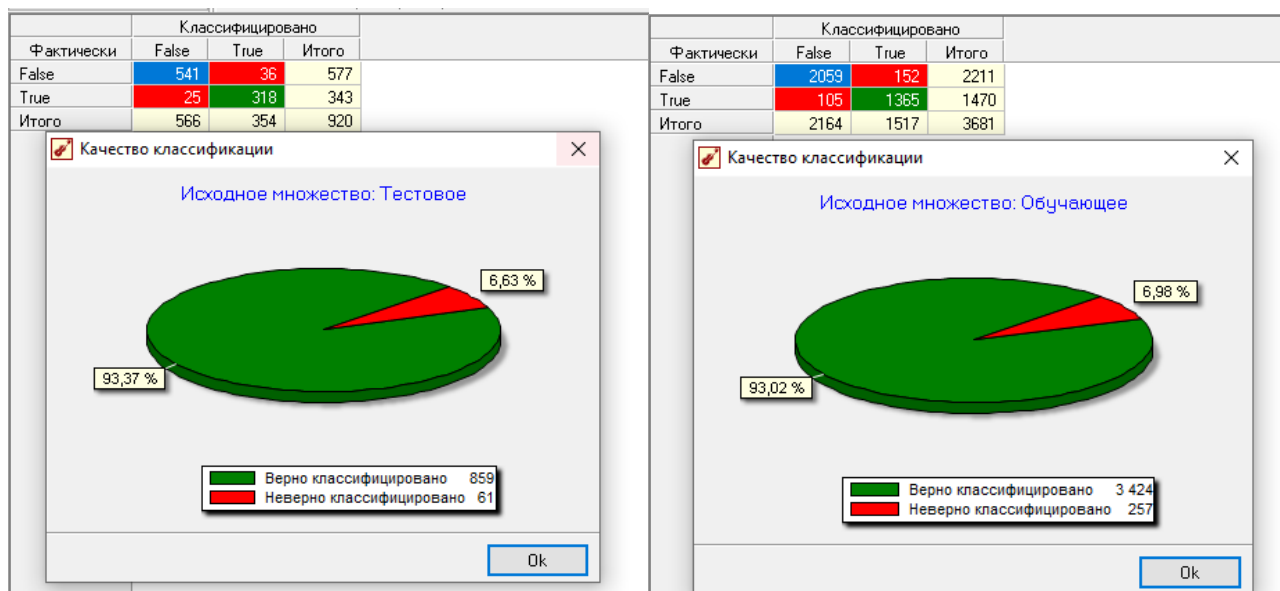 Классифицировано
Фактически False True Итого
False 541 36 577
True 25 318 343
Итого 566 354 920
Качество классификации
Исходное множество: Тестовое
6,63 %
93,37 %
Верно классифицировано 859
Неверно классифицировано 61
Ok
Классифицировано
Фактически False True Итого
False 2059 152 2211
True 105 1365 1470
Итого 2164 1517 3681
Качество классификации
Исходное множество: Обучающее
6,98 %
93,02 %
Верно классифицировано 3 424
Неверно классифицировано 257
Ok